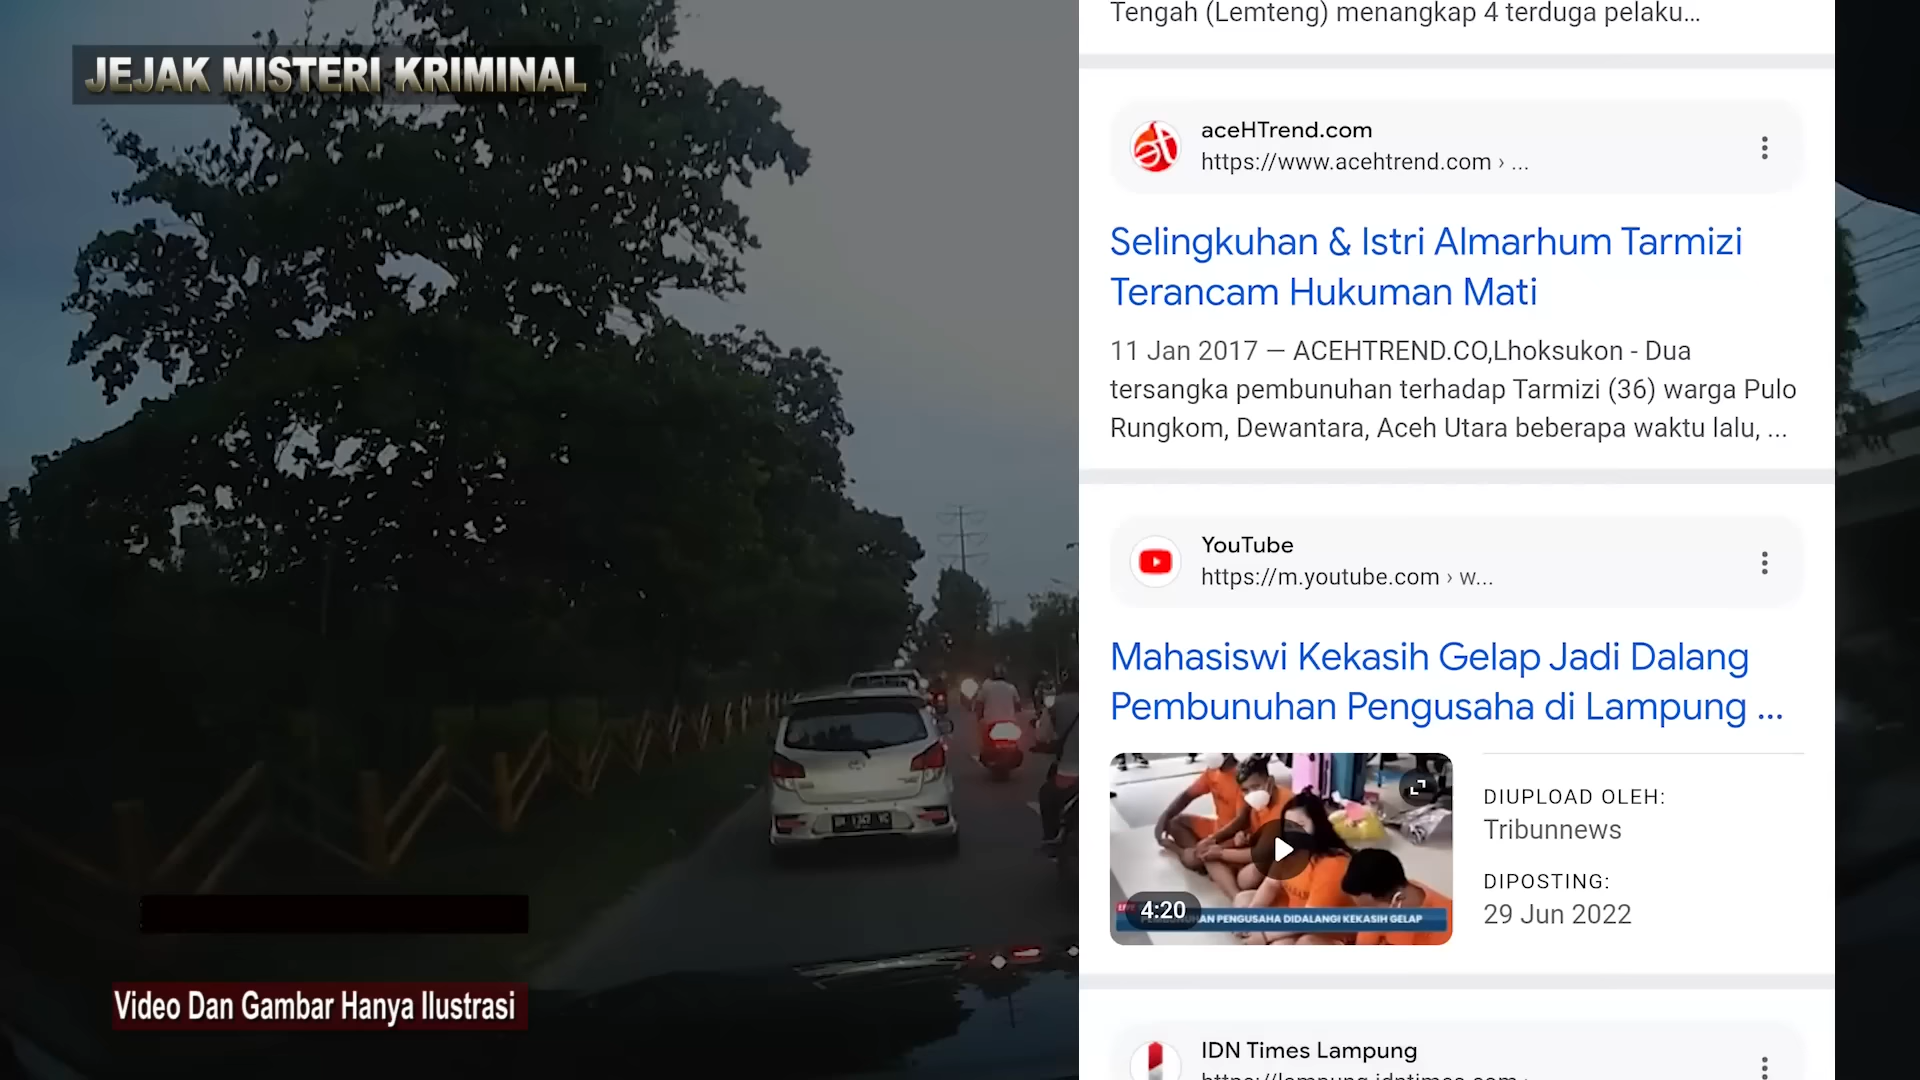 JEJAK MISTERI KRIMINAL
Video Dan Gambar Hanya Ilustrasi
Tengah (Lemteng) menangkap 4 terduga pelaku...
aceHTrend.com
https://www.acehtrend.com › ...
Selingkuhan & Istri Almarhum Tarmizi
Terancam Hukuman Mati
11 Jan 2017 — ACEHTREND.CO,Lhoksukon - Dua
tersangka pembunuhan terhadap Tarmizi (36) warga Pulo
Rungkom, Dewantara, Aceh Utara beberapa waktu lalu, ...
YouTube
https://m.youtube.com › w...
Mahasiswi Kekasih Gelap Jadi Dalang
Pembunuhan Pengusaha di Lampung ...
4:20
PENGUSAHA DIDALANGI KEKASIH GELAP
DIUPLOAD OLEH:
Tribunnews
DIPOSTING:
29 Jun 2022
IDN Times Lampung